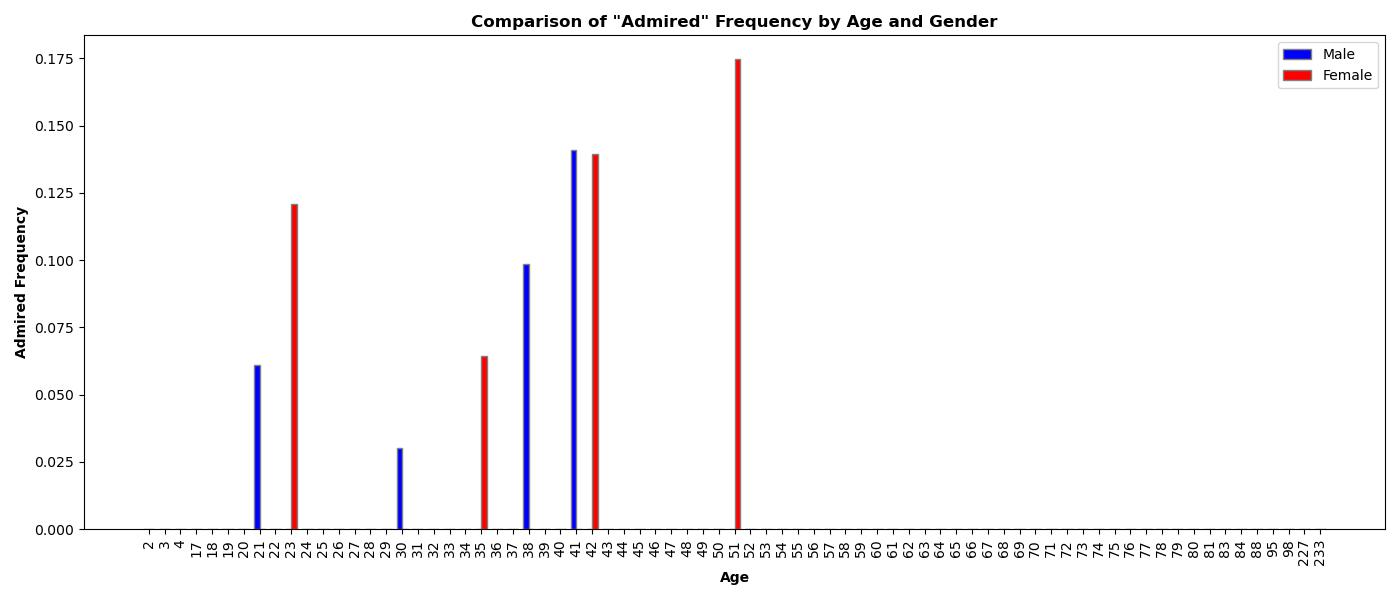 Comparison of "Admired" Frequency by Age and Gender
Male
Female
Admired Frequency
0.175
0.150
0.125
0.100
0.075
0.050
0.025
0.000
2 3 4 17 18 19 20 21 22 23 24 25 26 27 28 29 30 31 32 33 34 35 36 37 38 39 40 41 42 43 44 45 46 47 48 49 50 51 52 53 54 55 56 57 58 59 60 61 62 63 64 65 66 67 68 69 70 71 72 73 74 75 76 77 78 79 80 81 83 84 88 95 98 227 233
Age